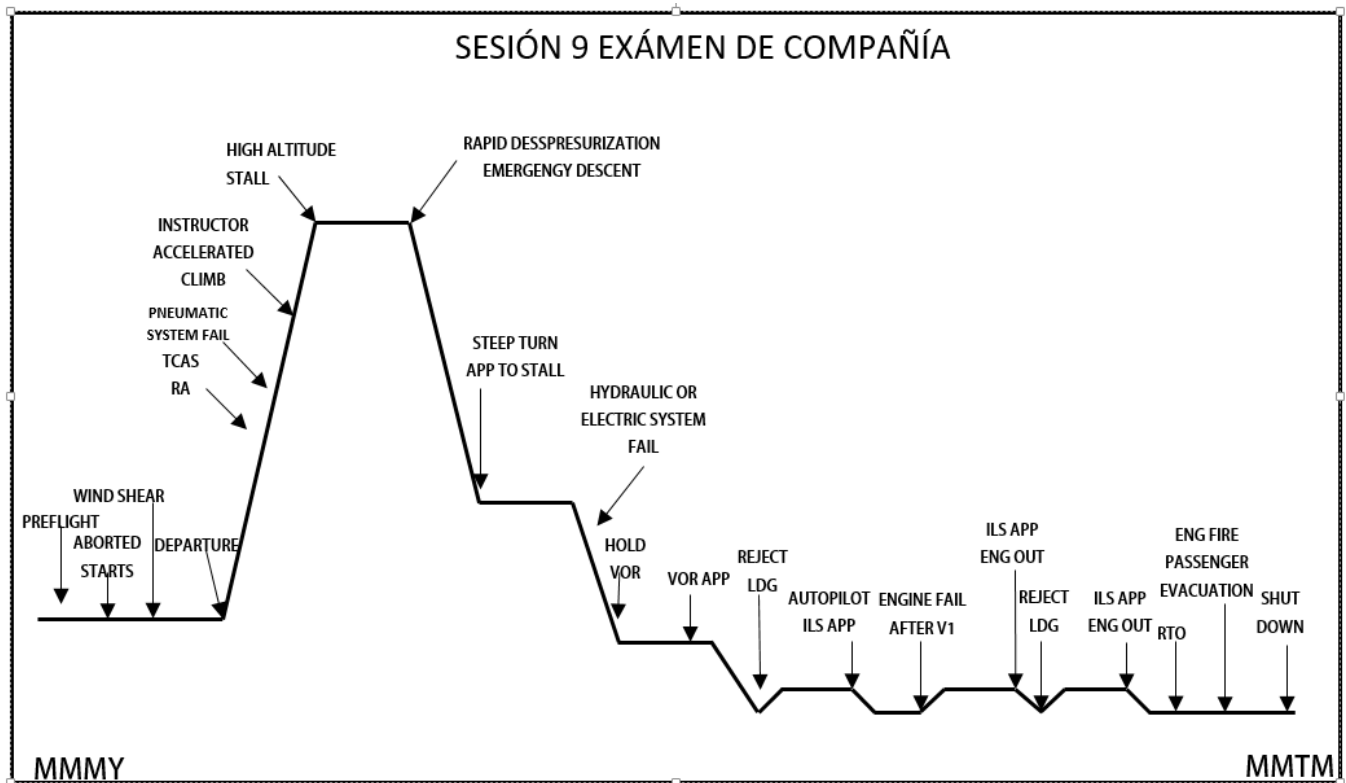 SESIÓN 9 EXÁMEN DE COMPAÑÍA
HIGH ALTITUDE
STALL
RAPID DESSPRESURIZATION
EMERGENGY DESCENT
INSTRUCTOR
ACCELERATED
CLIMB
PNEUMATIC
SYSTEM FAIL
TCAS
RA
STEEP TURN
APP TO STALL
HYDRAULIC OR
ELECTRIC SYSTEM
FAIL
PREFLIGHT
ABORTED
STARTS
WIND SHEAR
DEPARTURE
HOLD
VOR
VOR APP
REJECT
LDG
AUTOPILOT
ILS APP
ENGINE FAIL
AFTER V1
ILS APP
ENG OUT
REJECT
LDG
ILS APP
ENG OUT
RTO
ENG FIRE
PASSENGER
EVACUATION
SHUT
DOWN
MMMY
MMTM